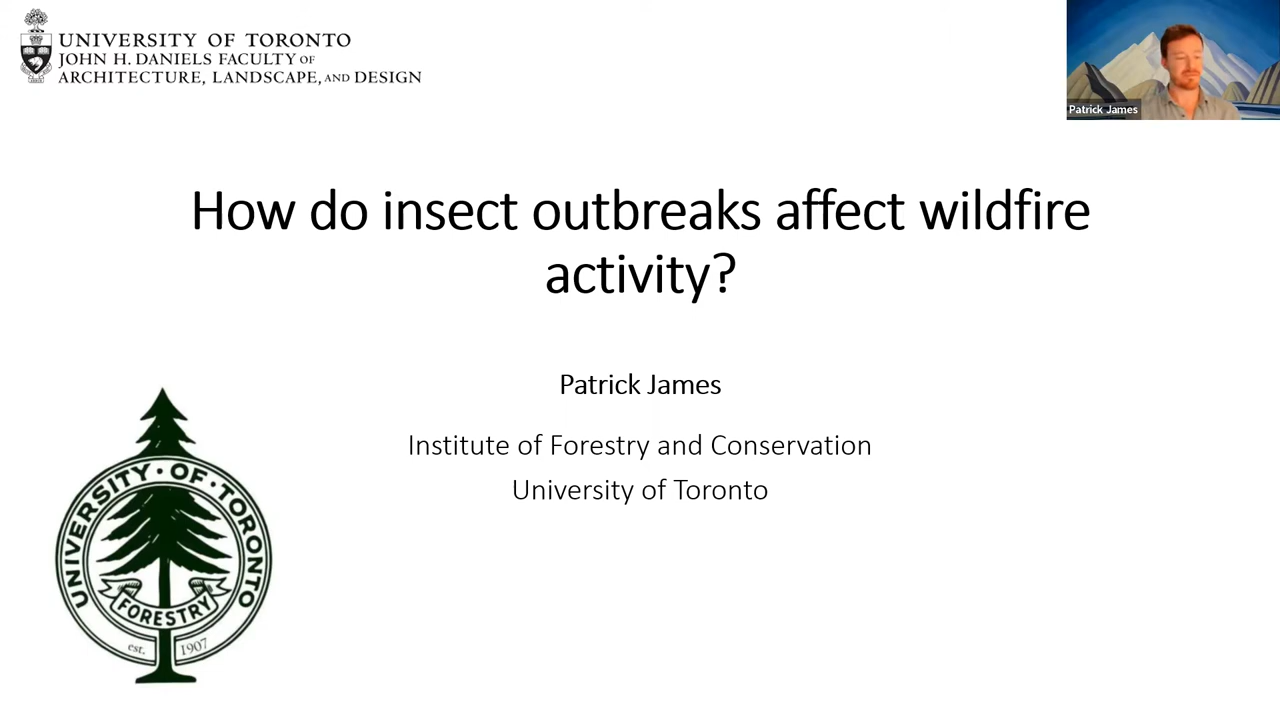 UNIVERSITY OF TORONTO
JOHN H. DANIELS FACULTY OF
ARCHITECTURE, LANDSCAPE, AND DESIGN
Patrick James
How do insect outbreaks affect wildfire
activity?
Patrick James
Institute of Forestry and Conservation
University of Toronto
UNIVERSITY · OF · TORONTO
FORESTRY
est. 1907